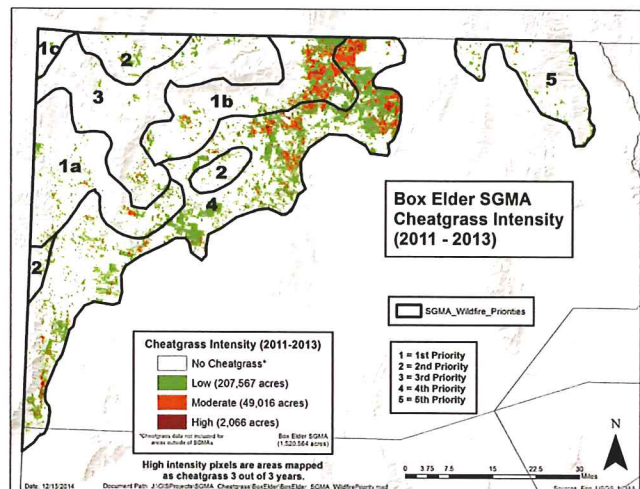 1c
2
3
1b
5
1a
2
4
2
Box Elder SGMA
Cheatgrass Intensity
(2011 - 2013)
SGMA_Wildfire_Priorities
Cheatgrass Intensity (2011-2013)
No Cheatgrass*
Low (207,567 acres)
Moderate (49,016 acres)
High (2,066 acres)
*Cheatgrass data not included for
areas outside of SGMAs
Box Elder SGMA
(1,520,564 acres)
1 = 1st Priority
2 = 2nd Priority
3 = 3rd Priority
4 = 4th Priority
5 = 5th Priority
N
High intensity pixels are areas mapped
as cheatgrass 3 out of 3 years.
0 3.75 7.5 15 22.5 30
Miles
Date: 12/13/2014 Document Path: